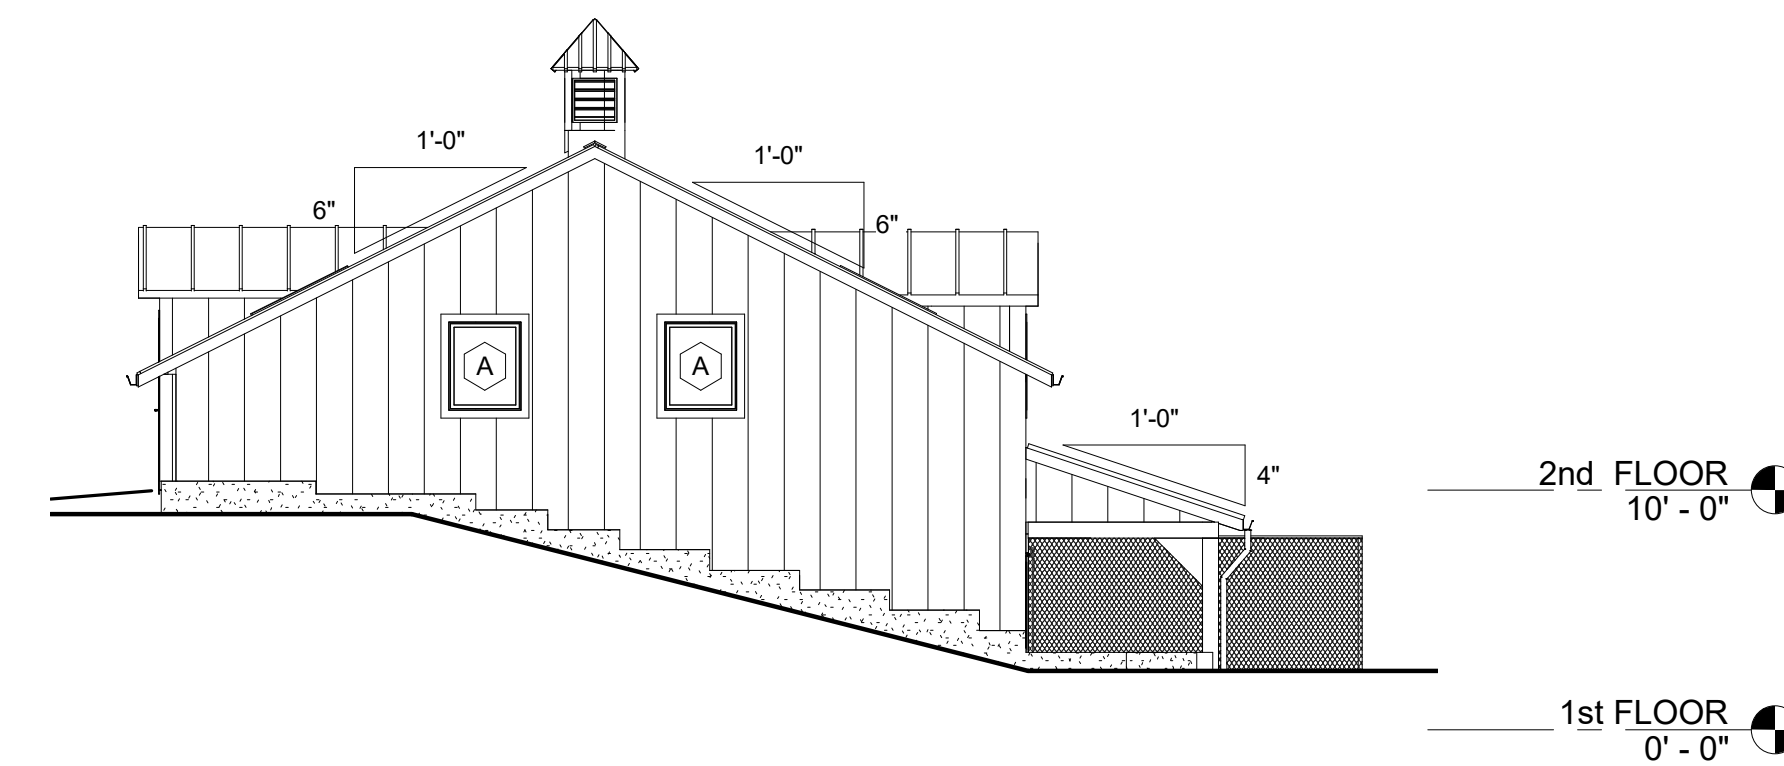 1'-0"
1'-0"
6"
6"
A
A
1'-0"
4"
2nd FLOOR
10' - 0"
1st FLOOR
0' - 0"